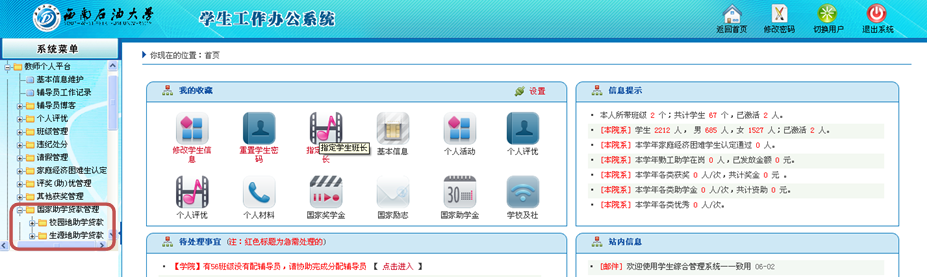 西南石油大学
学生工作办公系统
返回首页 修改密码 切换用户 退出系统
系统菜单
你现在的位置：首页
教师个人平台
基本信息维护
辅导员工作记录
辅导员博客
个人评优
班级管理
违纪处分
请假管理
家庭经济困难生认定
评奖(助)优管理
其他获奖管理
国家助学贷款管理
校园地助学贷款
生源地助学贷款
我的收藏
设置
修改学生信息
重置学生密码
指定学生班长
基本信息
个人活动
个人评优
个人评优
个人材料
国家奖学金
国家励志
国家助学金
学校及社
信息提示
本人所带班级 2 个；共计学生 67 个，已激活 2 人。
[本院系] 学生 2212 人， 男 685 人，女 1527 人；已激活 2 人。
[本院系] 本学年家庭经济困难生认定通过 0 人。
[本院系] 本学年勤工助学在岗 0 人，已发放金额 0 元。
[本院系] 本学年各类获奖 0 人/次，共计奖金 0 元 。
[本院系] 本学年各类助学金 0 人/次，共计资助 0 元。
[本院系] 本学年各类优秀 0 人/次。
待处理事宜 (注：红色标题为急需处理的)
【学院】有56班级没有配辅导员，请协助完成分配辅导员 【 点击进入 】
站内信息
[邮件] 欢迎使用学生综合管理系统——致用 06-02